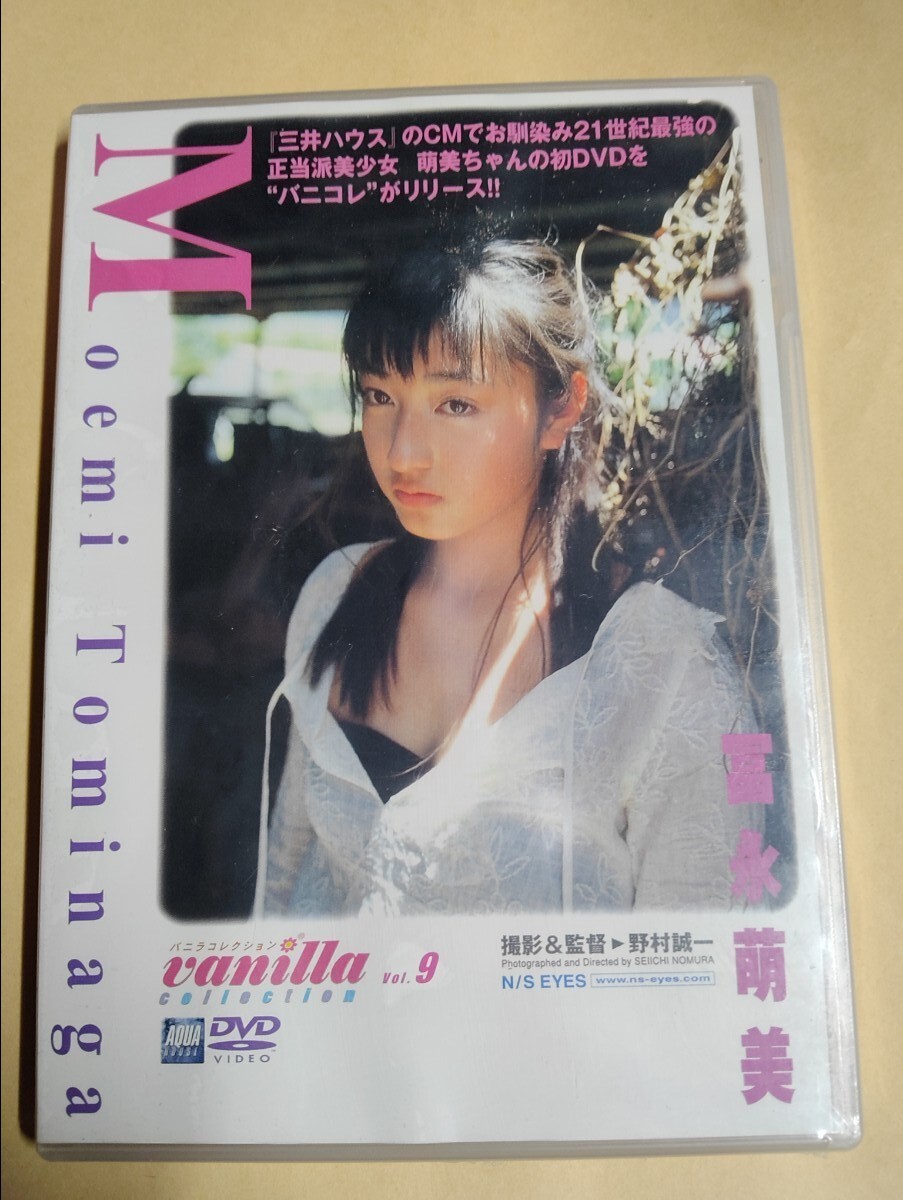 『三井ハウス』のCMでお馴染み21世紀最強の
正当派美少女 萌美ちゃんの初DVDを
“バニコレ”がリリース!!
Moemi Tominaga
富永萌美
バニラコレクション
vanilla Vol.9
collection
撮影&監督▶野村誠一
Photographed and Directed by SEIICHI NOMURA
N/S EYES www.ns-eyes.com
AQUA
HOUSE
DVD
VIDEO